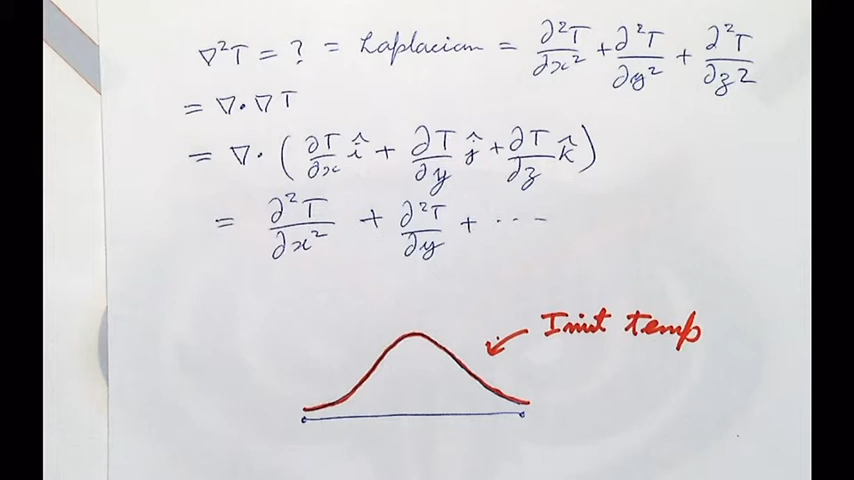 ∇²T = ? = Laplacian = ∂²T/∂x² + ∂²T/∂y² + ∂²T/∂z²
= ∇·∇T
= ∇·(∂T/∂x î + ∂T/∂y ĵ + ∂T/∂z k̂)
= ∂²T/∂x² + ∂²T/∂y + ···
Init temp